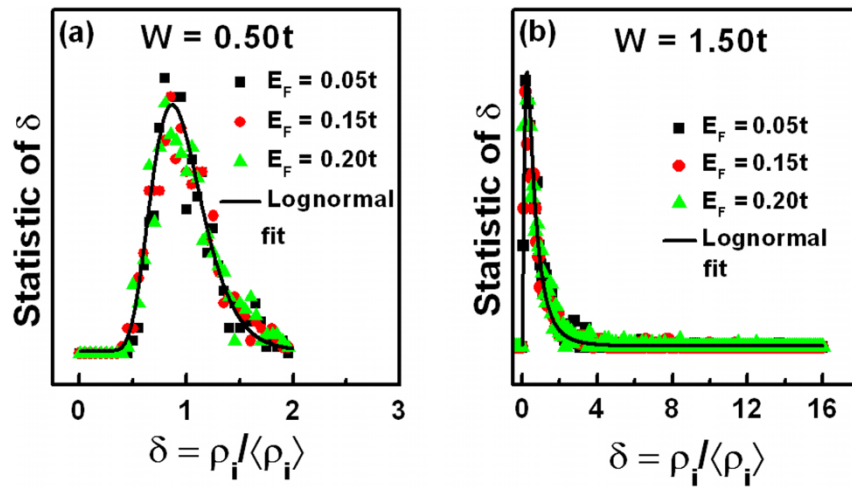 (a) W = 0.50t
E_F = 0.05t
E_F = 0.15t
E_F = 0.20t
Lognormal
fit
Statistic of δ
0 1 2 3
δ = ρ_i/⟨ρ_i⟩
(b) W = 1.50t
E_F = 0.05t
E_F = 0.15t
E_F = 0.20t
Lognormal
fit
Statistic of δ
0 4 8 12 16
δ = ρ_i/⟨ρ_i⟩